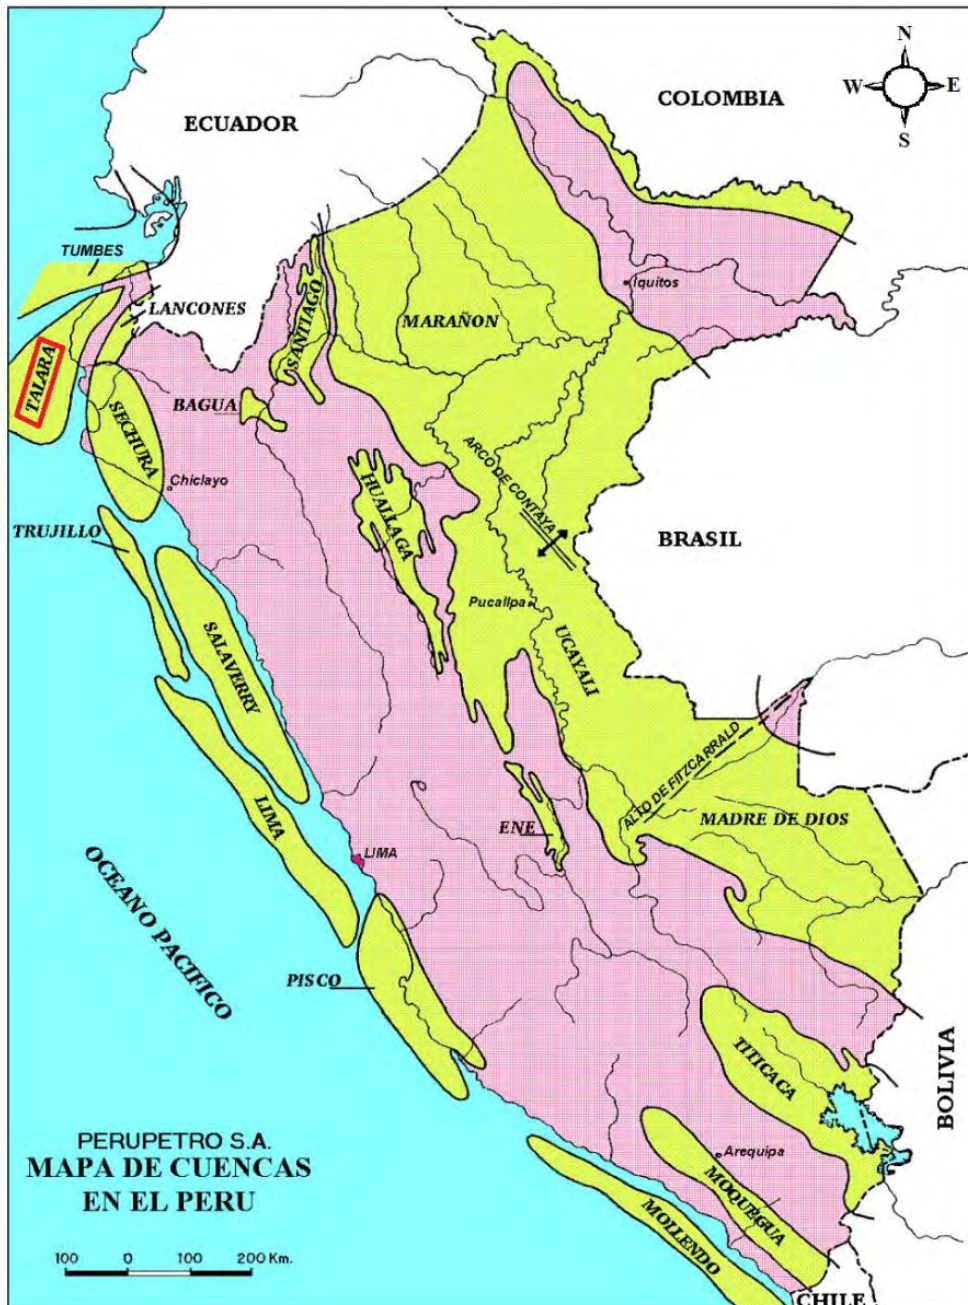 N
W E
S
COLOMBIA
ECUADOR
TUMBES
LANCONES
Iquitos
MARAÑON
SANTIAGO
TALARA
BAGUA
SECHURA
Chiclayo
HUALLAGA
ARCO DE CONTAYA
TRUJILLO
BRASIL
Pucallpa
SALAVERRY
UCAYALI
LIMA
ALTO DE FITZCARRALD
ENE
MADRE DE DIOS
LIMA
OCEANO PACIFICO
PISCO
TITICACA
BOLIVIA
PERUPETRO S.A.
MAPA DE CUENCAS
EN EL PERU
Arequipa
MOQUEGUA
MOLLENDO
100 0 100 200 Km.
CHILE